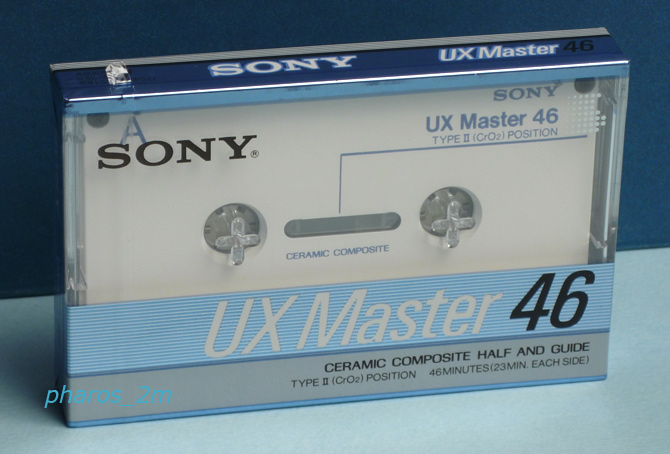 SONY UX Master 46
SONY
A
SONY®
UX Master 46
TYPE II (CrO2) POSITION
CERAMIC COMPOSITE
UX Master 46
CERAMIC COMPOSITE HALF AND GUIDE
TYPE II (CrO2) POSITION 46MINUTES (23MIN. EACH SIDE)
pharos 2m